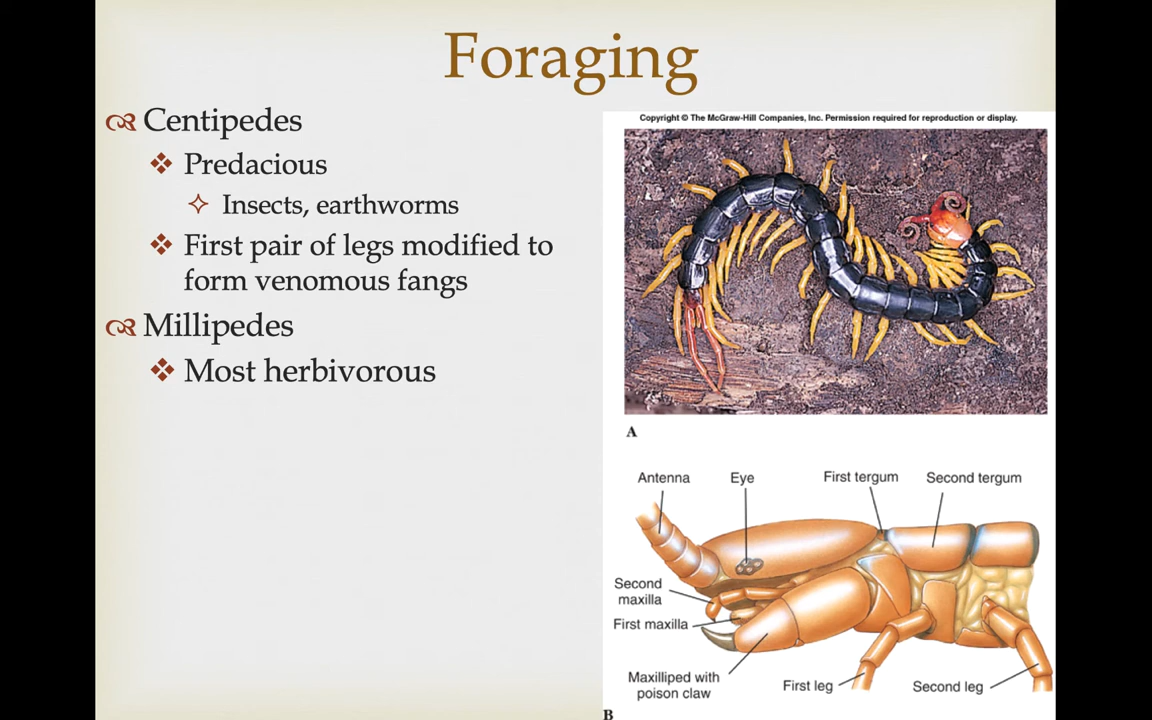 Foraging
Centipedes
Predacious
Insects, earthworms
First pair of legs modified to
form venomous fangs
Millipedes
Most herbivorous
Copyright © The McGraw-Hill Companies, Inc. Permission required for reproduction or display.
A
Antenna
Eye
First tergum
Second tergum
Second
maxilla
First maxilla
Maxilliped with
poison claw
First leg
Second leg
B